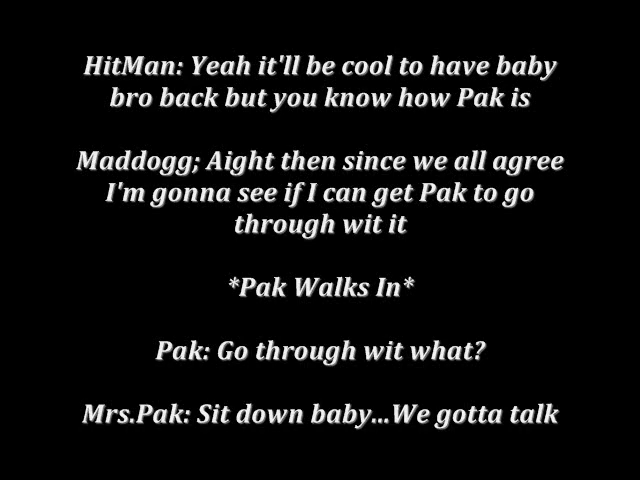 HitMan: Yeah it'll be cool to have baby
bro back but you know how Pak is
Maddogg; Aight then since we all agree
I'm gonna see if I can get Pak to go
through wit it
*Pak Walks In*
Pak: Go through wit what?
Mrs.Pak: Sit down baby...We gotta talk